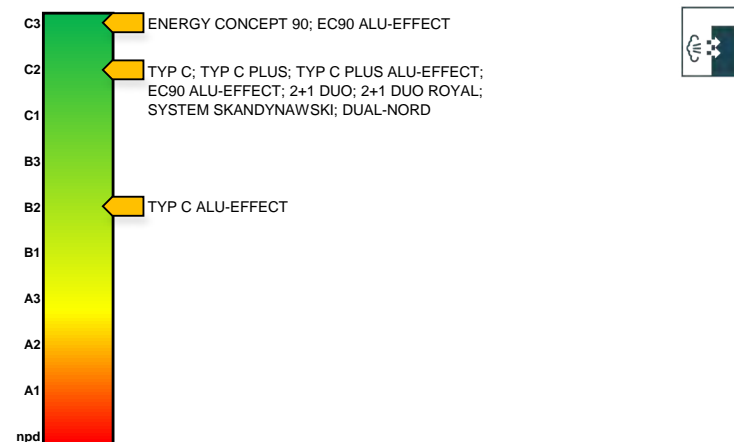 C3
ENERGY CONCEPT 90; EC90 ALU-EFFECT
C2
TYP C; TYP C PLUS; TYP C PLUS ALU-EFFECT;
EC90 ALU-EFFECT; 2+1 DUO; 2+1 DUO ROYAL;
SYSTEM SKANDYNAWSKI; DUAL-NORD
C1
B3
B2
TYP C ALU-EFFECT
B1
A3
A2
A1
npd